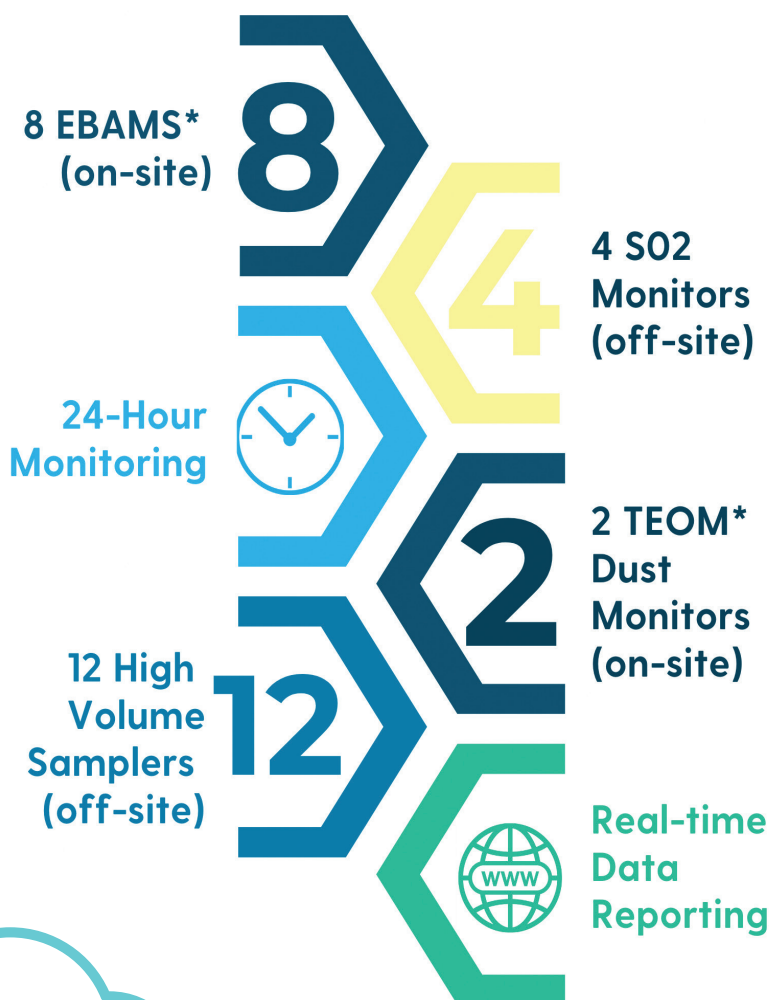 8 EBAMS*
(on-site)
8
4 S02
Monitors
(off-site)
4
24-Hour
Monitoring
2 TEOM*
Dust
Monitors
(on-site)
2
12 High
Volume
Samplers
(off-site)
12
Real-time
Data
Reporting
www